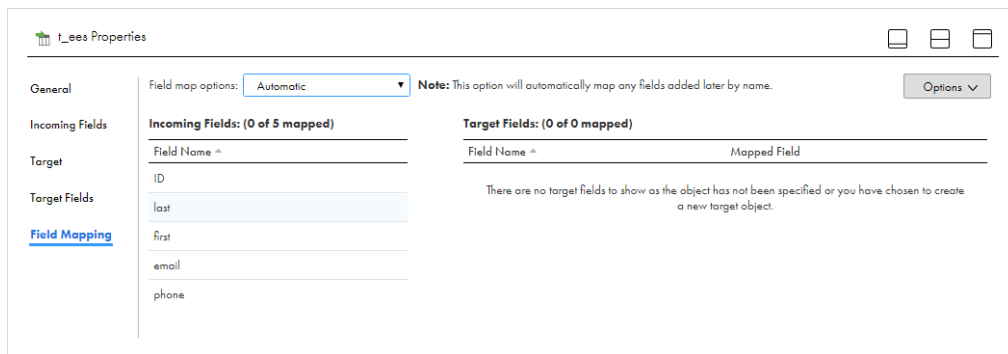 t_ees Properties
General
Incoming Fields
Target
Target Fields
Field Mapping
Field map options: Automatic
Note: This option will automatically map any fields added later by name.
Options
Incoming Fields: (0 of 5 mapped)
Field Name
ID
last
first
email
phone
Target Fields: (0 of 0 mapped)
Field Name Mapped Field
There are no target fields to show as the object has not been specified or you have chosen to create
a new target object.